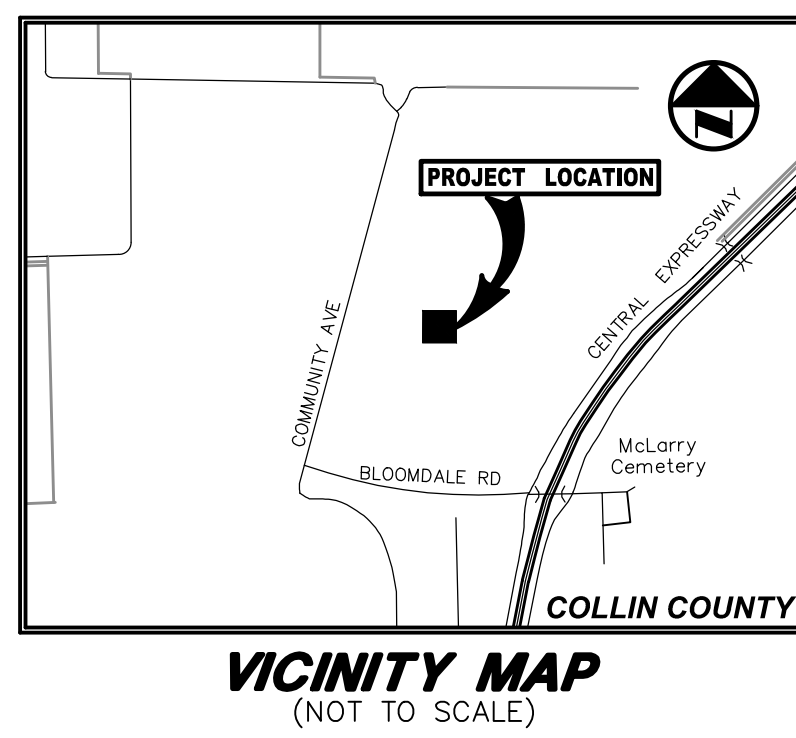 N
PROJECT LOCATION
CENTRAL EXPRESSWAY
COMMUNITY AVE
McLarry
Cemetery
BLOOMDALE RD
COLLIN COUNTY
VICINITY MAP
(NOT TO SCALE)